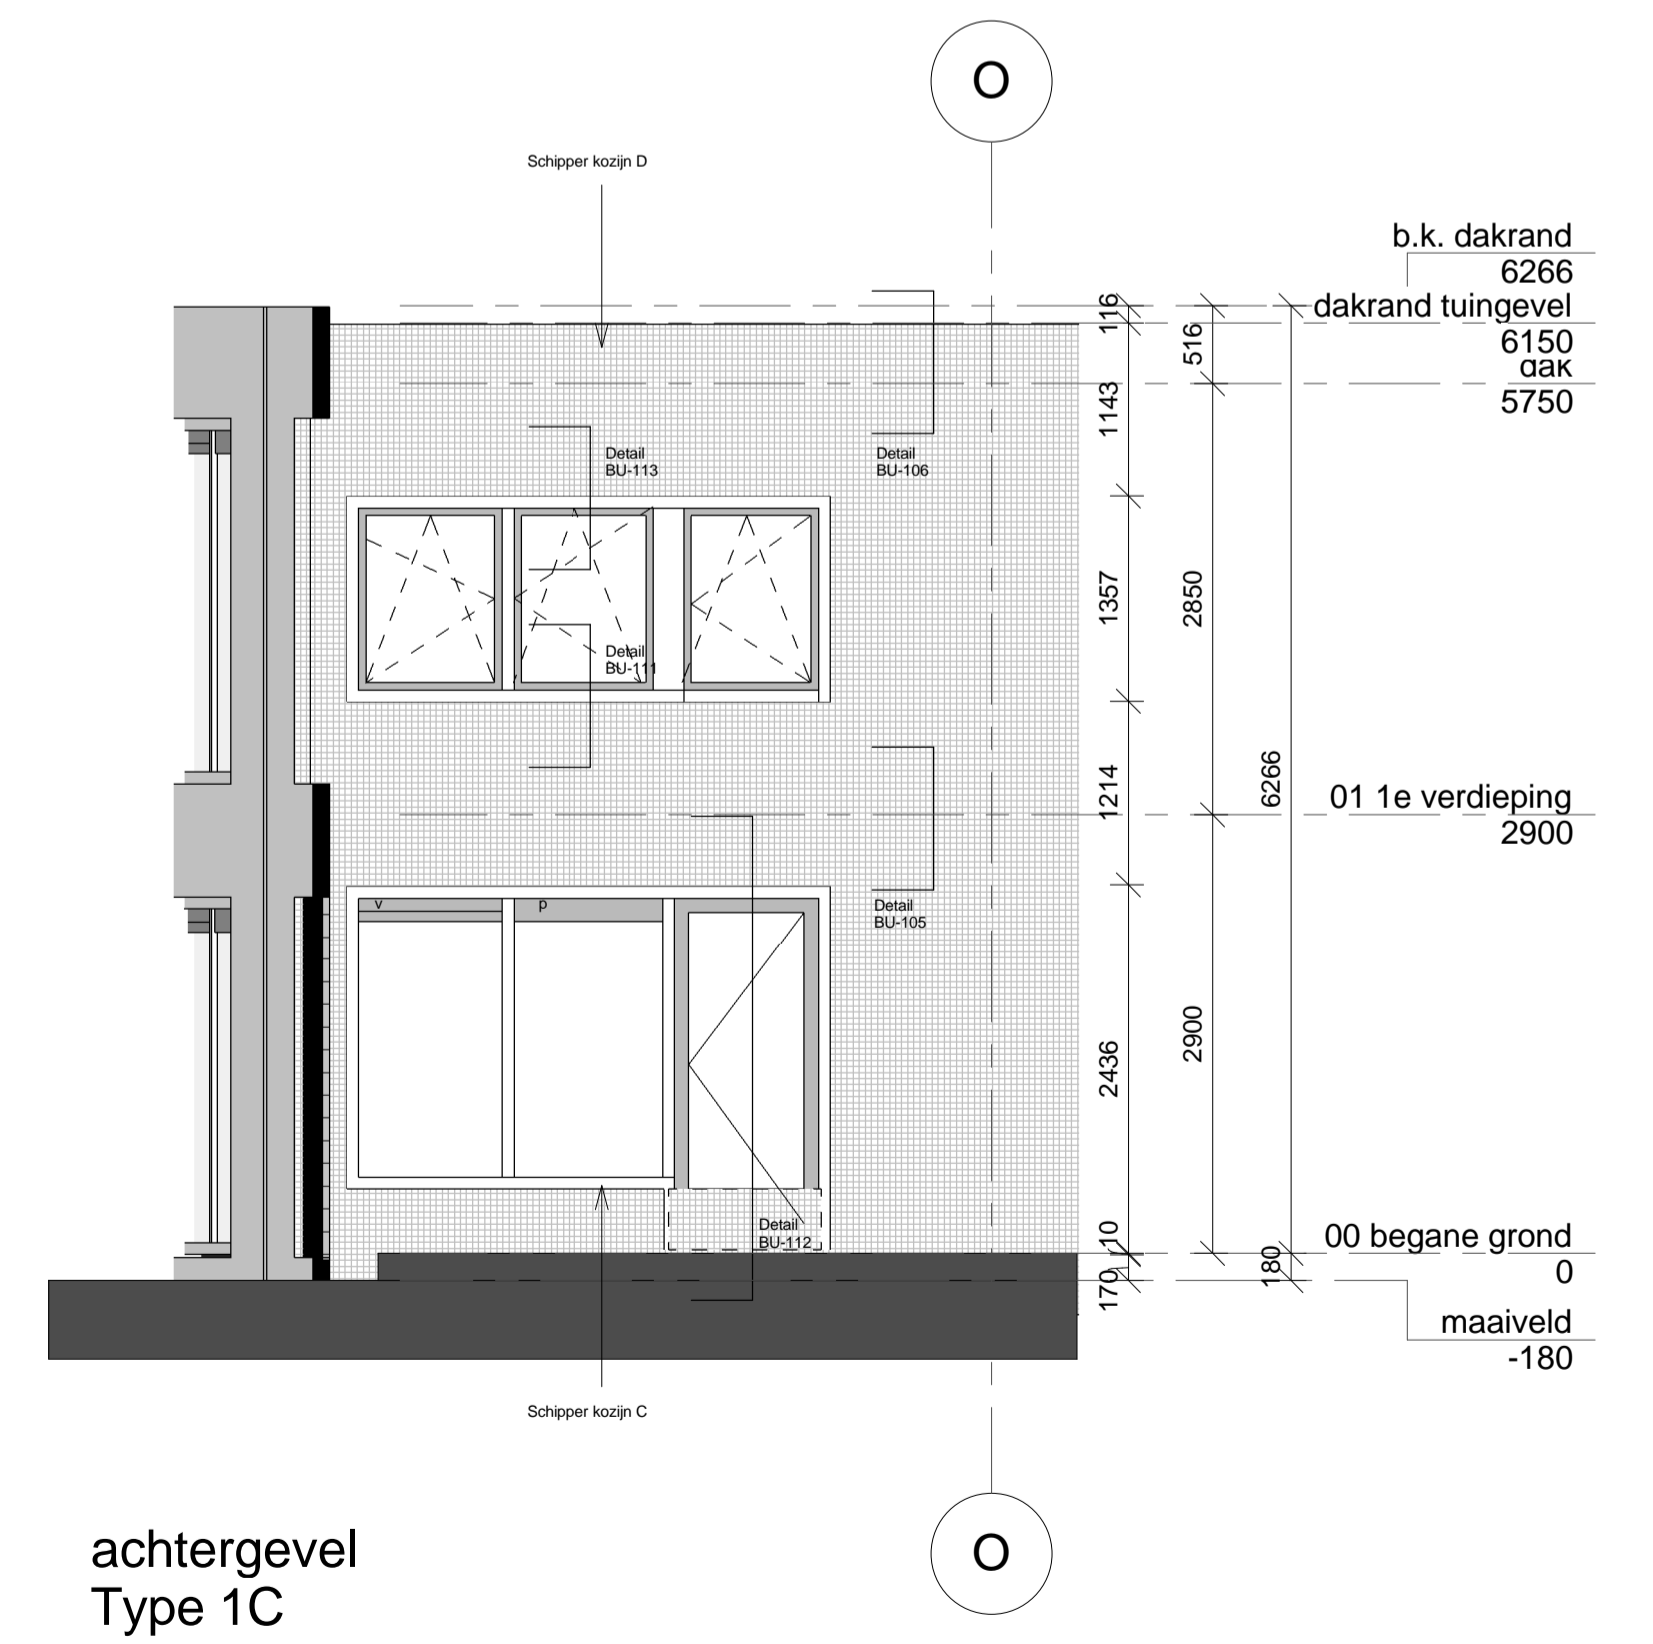 O
Schipper kozijn D
b.k. dakrand
6266
dakrand tuingevel
6150
dak
5750
116
516
1143
Detail
BU-113
Detail
BU-106
1357
2850
Detail
BU-111
1214
6266
01 1e verdieping
2900
v
p
Detail
BU-105
2436
2900
Detail
BU-112
10
00 begane grond
0
170
180
maaiveld
-180
Schipper kozijn C
O
achtergevel
Type 1C